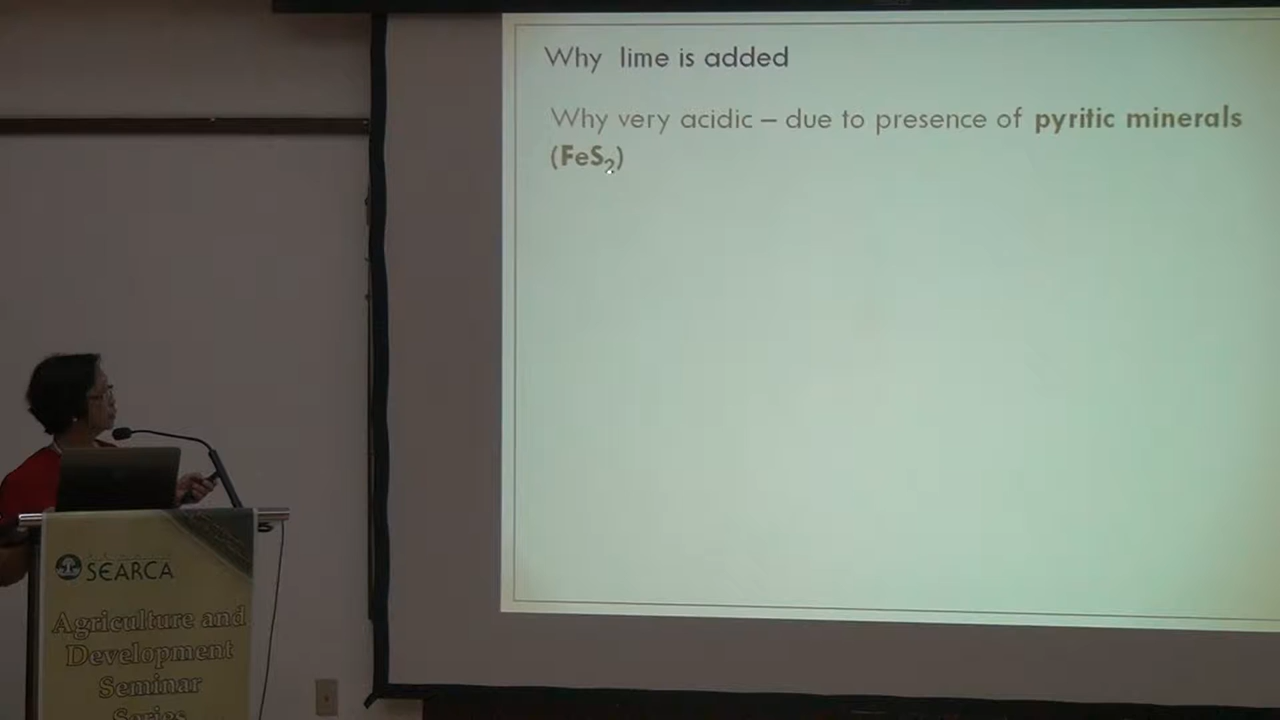 Why lime is added
Why very acidic – due to presence of pyritic minerals
(FeS2)
SEARCA
Agriculture and
Development
Seminar
Series